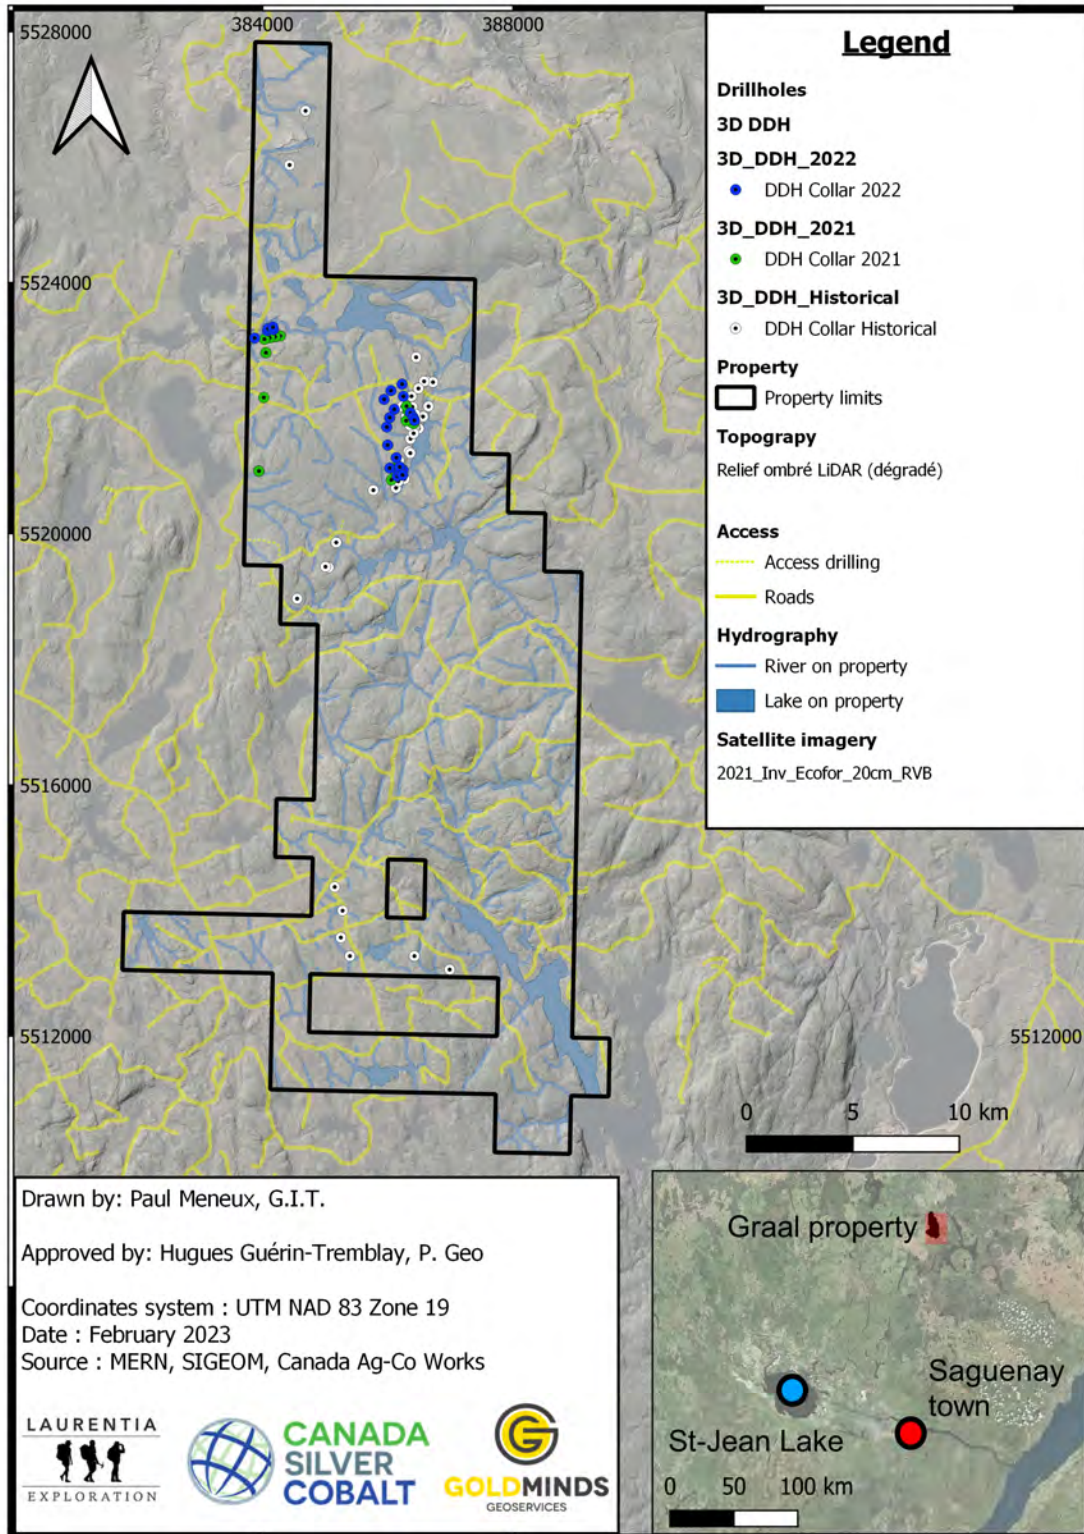 384000
388000
5528000
5524000
5520000
5516000
5512000
5512000
Legend
Drillholes
3D DDH
3D_DDH_2022
DDH Collar 2022
3D_DDH_2021
DDH Collar 2021
3D_DDH_Historical
DDH Collar Historical
Property
Property limits
Topograpy
Relief ombré LiDAR (dégradé)
Access
Access drilling
Roads
Hydrography
River on property
Lake on property
Satellite imagery
2021_Inv_Ecofor_20cm_RVB
0 5 10 km
Drawn by: Paul Meneux, G.I.T.
Approved by: Hugues Guérin-Tremblay, P. Geo
Coordinates system : UTM NAD 83 Zone 19
Date : February 2023
Source : MERN, SIGEOM, Canada Ag-Co Works
LAURENTIA
EXPLORATION
CANADA
SILVER
COBALT
GOLDMINDS
GEOSERVICES
Graal property
Saguenay
town
St-Jean Lake
0 50 100 km